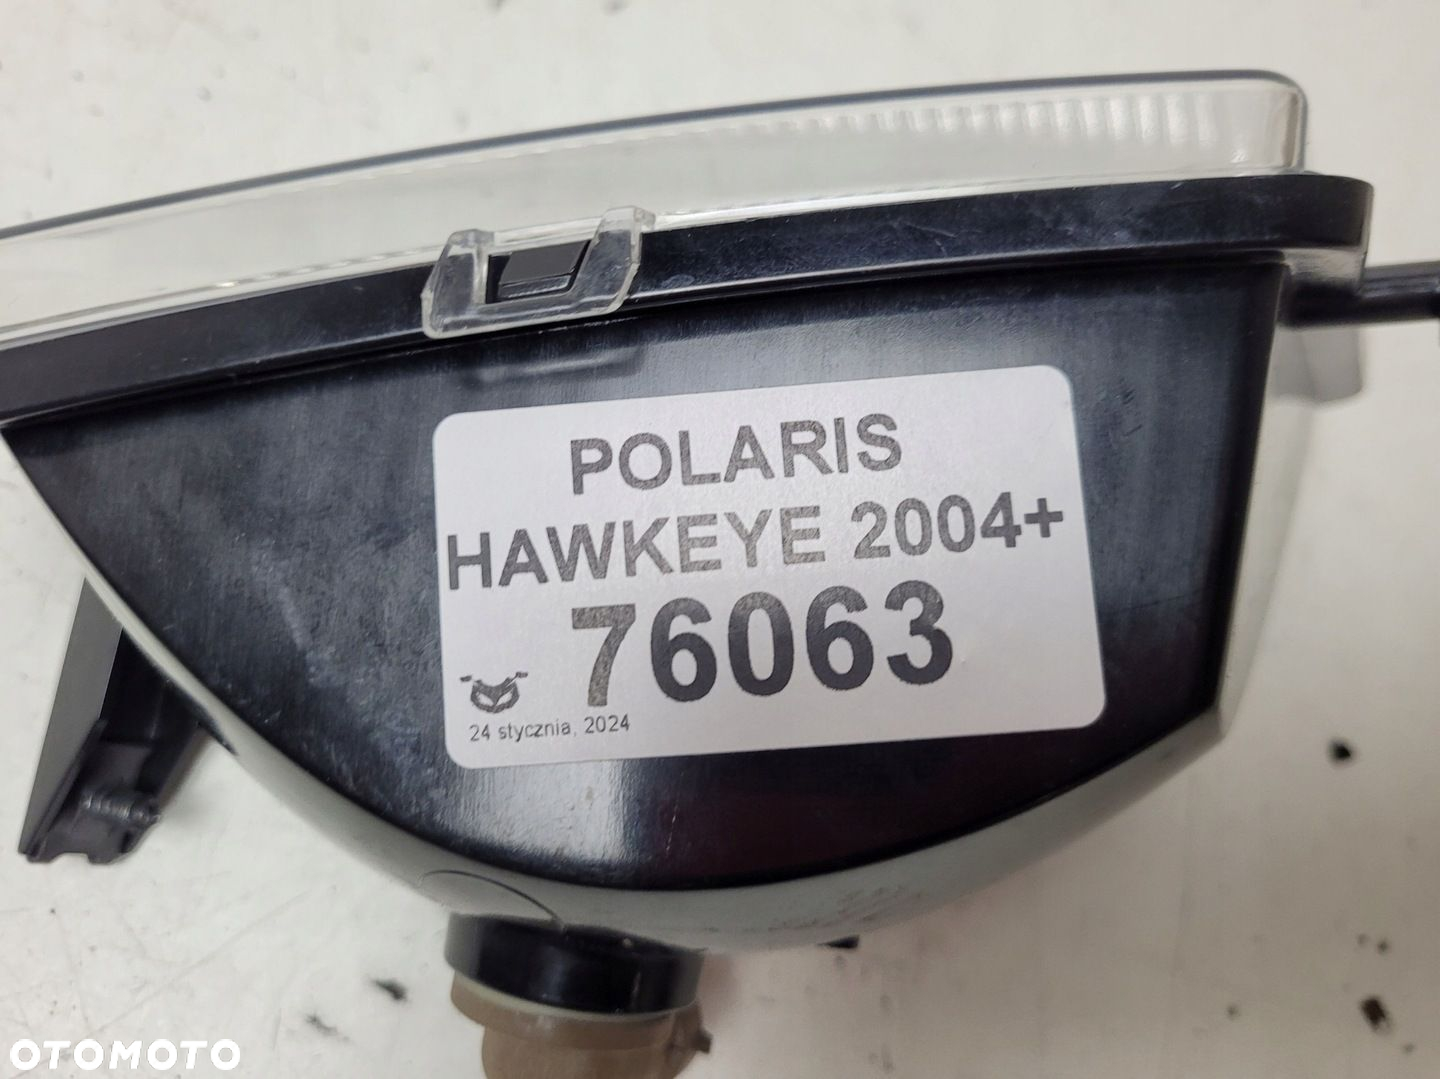 POLARIS
HAWKEYE 2004+
76063
24 stycznia, 2024
OTOMOTO